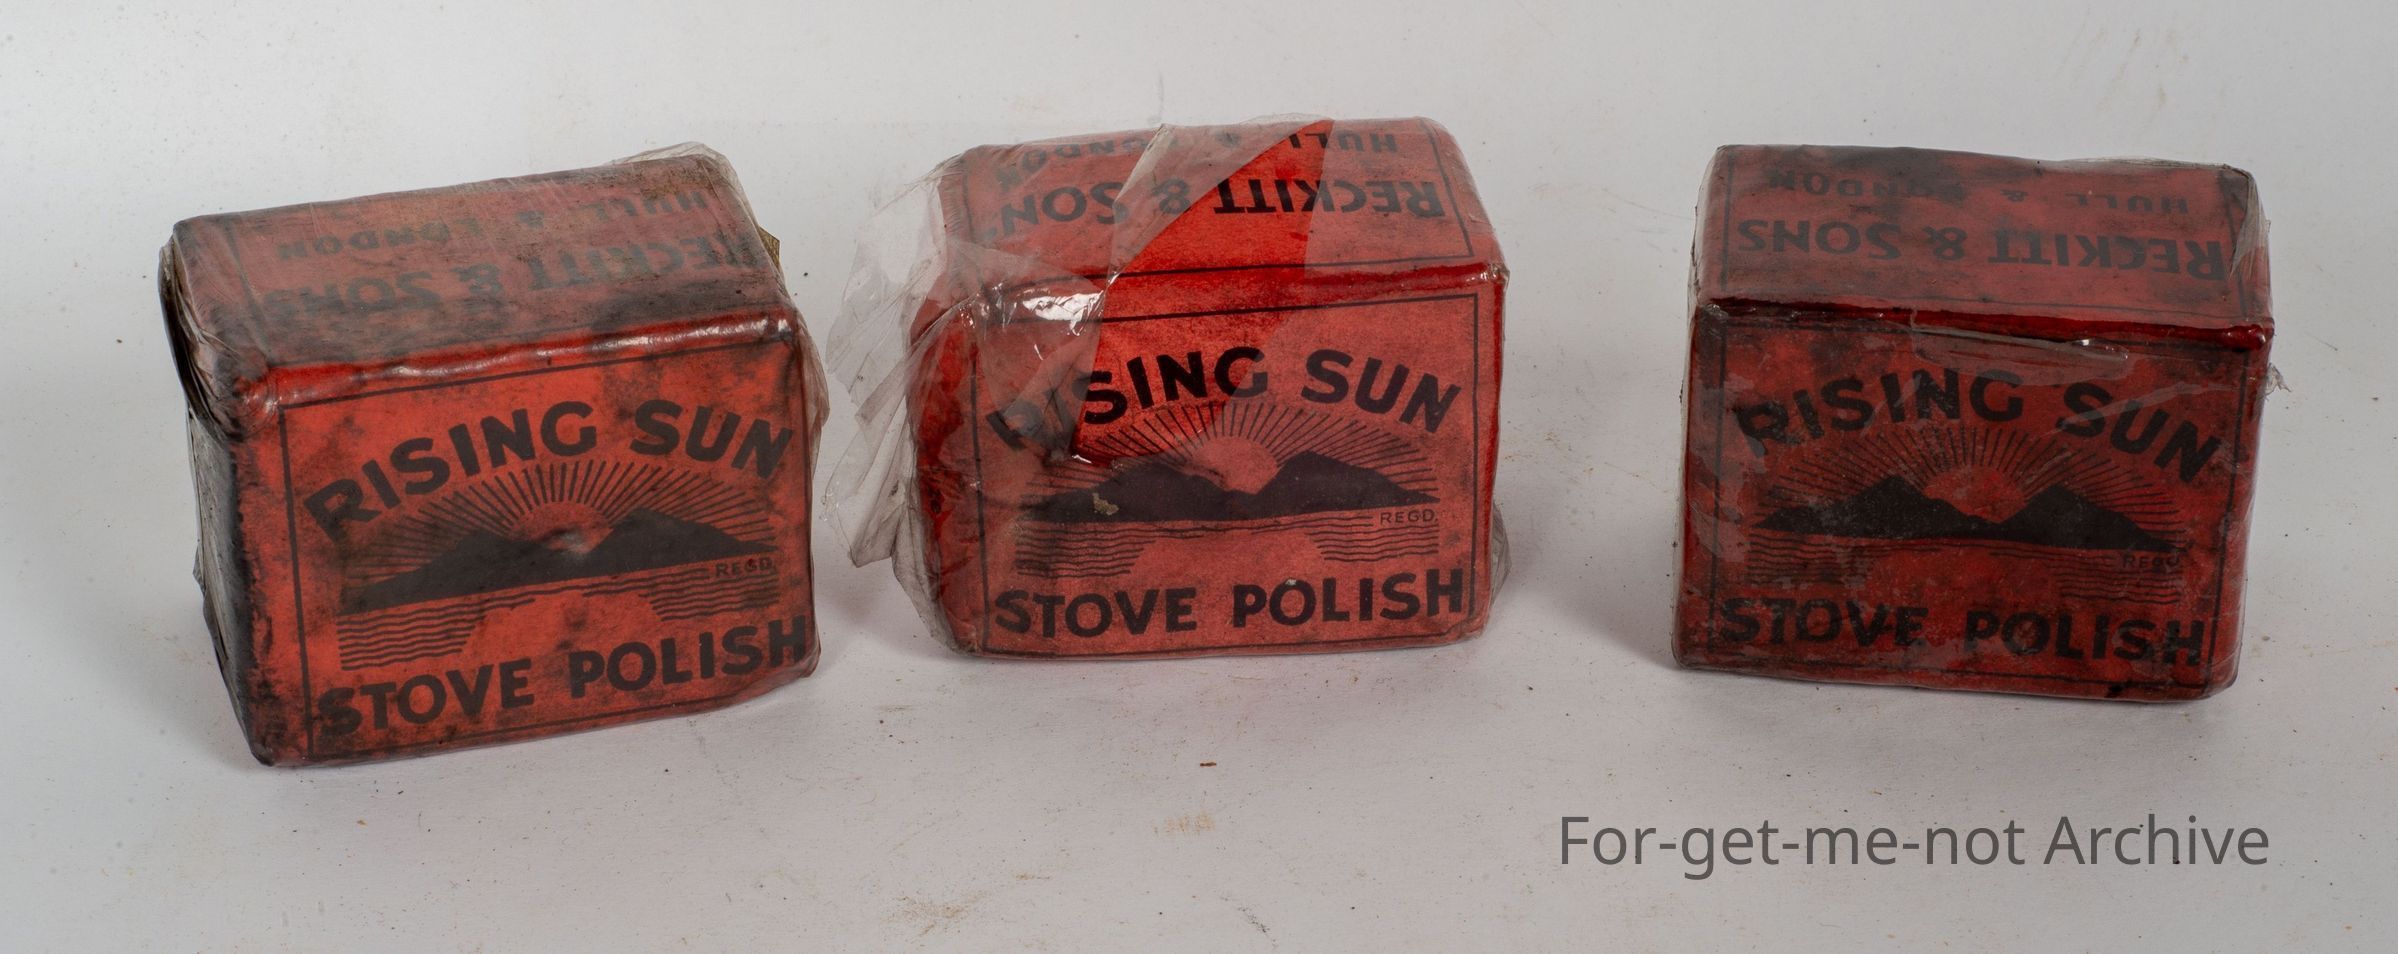 HULL & LONDON
RECKITT & SONS
RISING SUN
REGD.
STOVE POLISH
HULL & LONDON
RECKITT & SON.
RISING SUN
REGD.
STOVE POLISH
HULL & LONDON
RECKITT & SONS
RISING SUN
REGD.
STOVE POLISH
For-get-me-not Archive